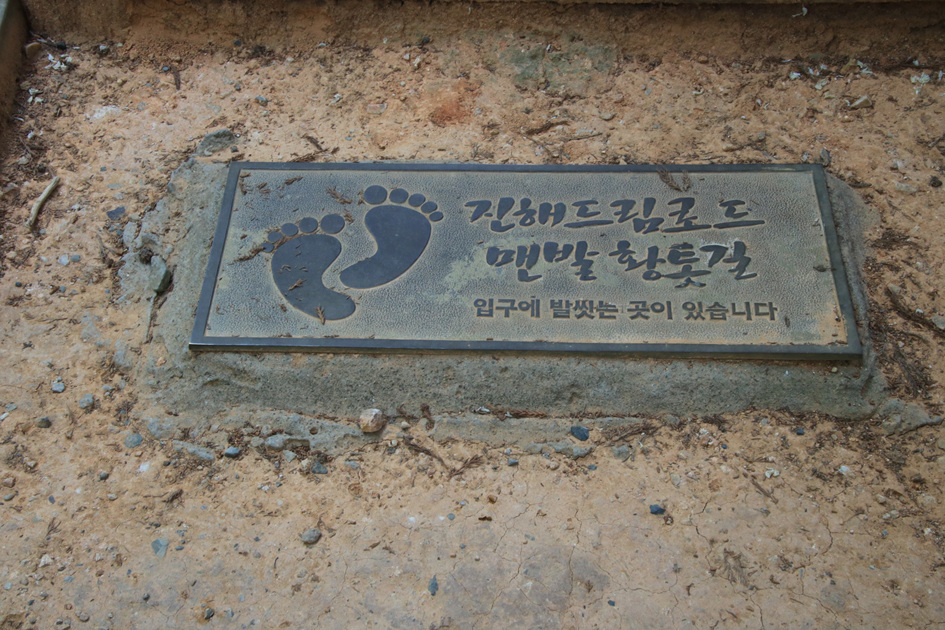 진해드림로드
맨발 황톳길
입구에 발씻는 곳이 있습니다